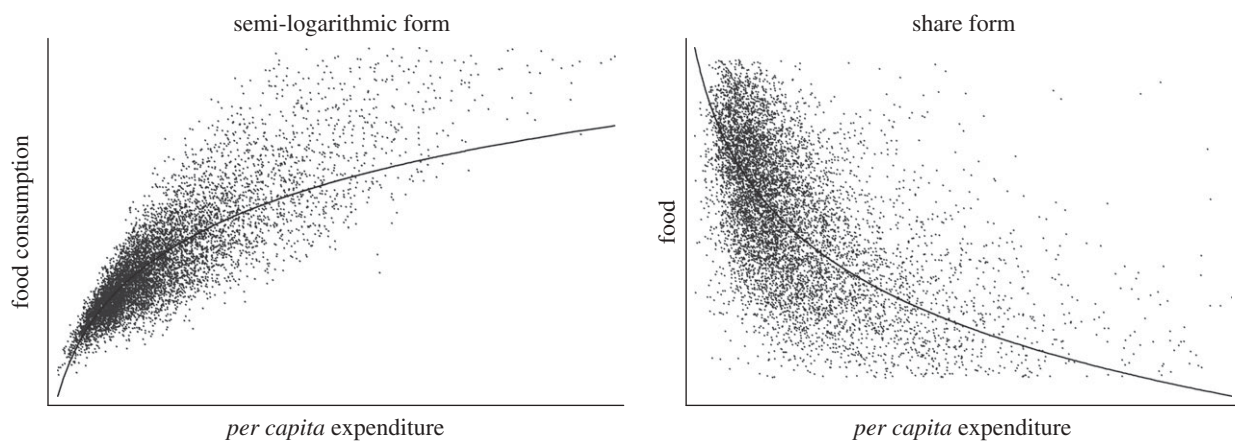 semi-logarithmic form
food consumption
per capita expenditure
share form
food
per capita expenditure